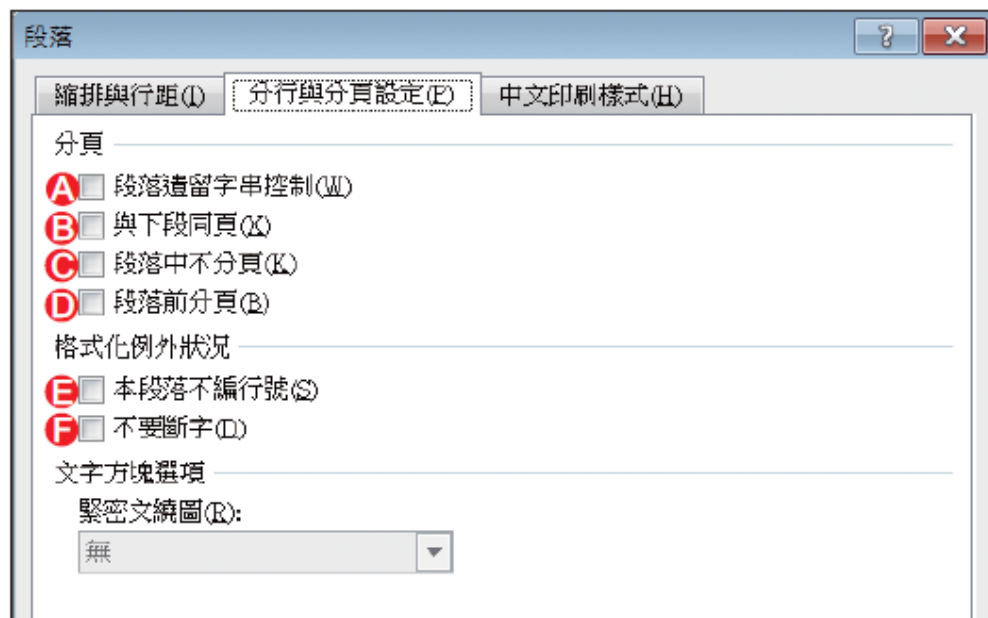 段落
縮排與行距(I) 分行與分頁設定(P) 中文印刷樣式(H)
分頁
A 段落遺留字串控制(W)
B 與下段同頁(X)
C 段落中不分頁(K)
D 段落前分頁(B)
格式化例外狀況
E 本段落不編行號(S)
F 不要斷字(D)
文字方塊選項
緊密文繞圖(R):
無